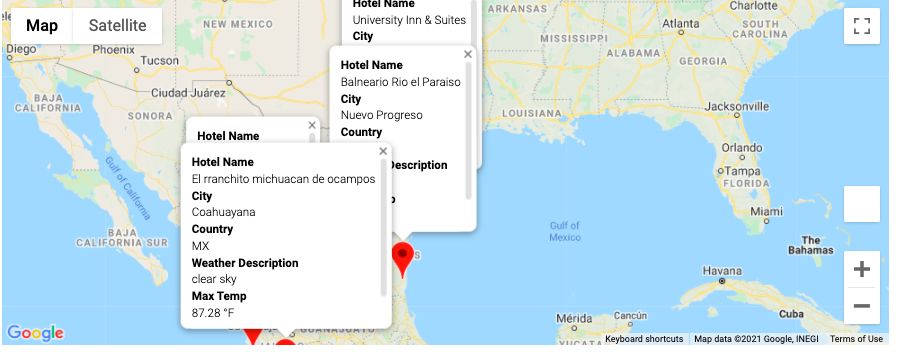 Map
Satellite
Diego
Phoenix
Tucson
NEW MEXICO
Ciudad Juárez
BAJA
CALIFORNIA
SONORA
Gulf of
California
BAJA
CALIFORNIA SUR
Hotel Name
University Inn & Suites
City
Hotel Name
Balneario Rio el Paraiso
City
Nuevo Progreso
Country
Description
Hotel Name
Hotel Name
El rranchito michuacan de ocampos
City
Coahuayana
Country
MX
Weather Description
clear sky
Max Temp
87.28 °F
GUANAJUATO
ARKANSAS
MISSISSIPPI
ALABAMA
LOUISIANA
Atlanta
GEORGIA
Charlotte
SOUTH
CAROLINA
Jacksonville
Orlando
Tampa
FLORIDA
Miami
Gulf of
Mexico
The
Bahamas
Havana
Cuba
Mérida
Cancún
YUCATAN
Google
Keyboard shortcuts
Map data ©2021 Google, INEGI
Terms of Use